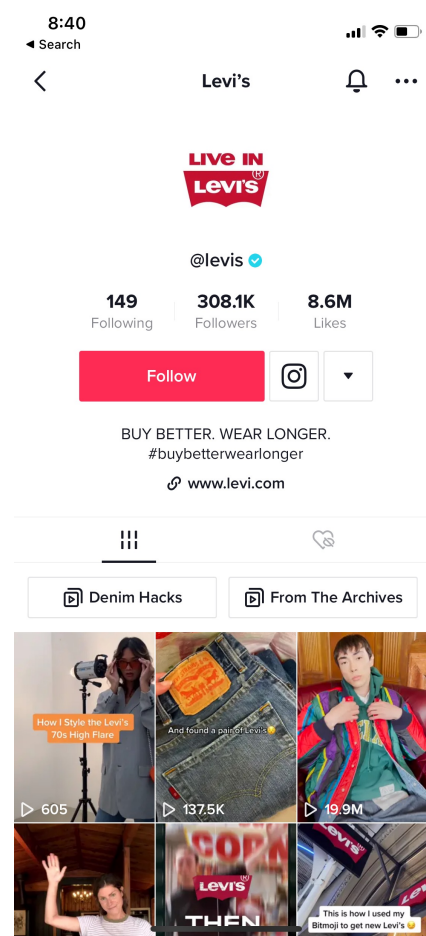 8:40
Search
Levi's
LIVE IN
LEVI'S
@levis
149
308.1K
8.6M
Following
Followers
Likes
Follow
BUY BETTER. WEAR LONGER.
#buybetterwearlonger
www.levi.com
Denim Hacks
From The Archives
How I Style the Levi's
70s High Flare
And found a pair of Levi's😍
605
137.5K
19.9M
CORN
LEVI'S
THEN
LEVI'S
This is how I used my
Bitmoji to get new Levi's 😏